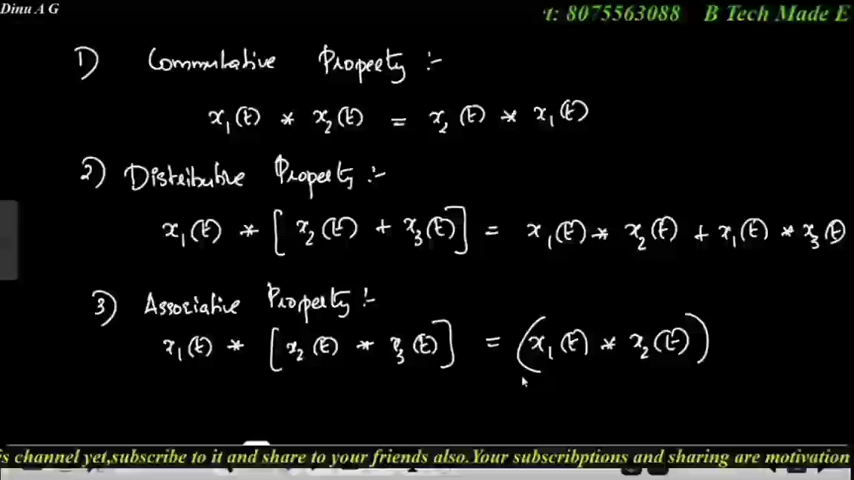 Dinu A G
t: 8075563088 B Tech Made E
1) Commutative Property :-
x₁(t) * x₂(t) = x₂(t) * x₁(t)
2) Distributive Property :-
x₁(t) * [x₂(t) + x₃(t)] = x₁(t) * x₂(t) + x₁(t) * x₃(t)
3) Associative Property :-
x₁(t) * [x₂(t) * x₃(t)] = (x₁(t) * x₂(t))
is channel yet,subscribe to it and share to your friends also.Your subscribptions and sharing are motivation